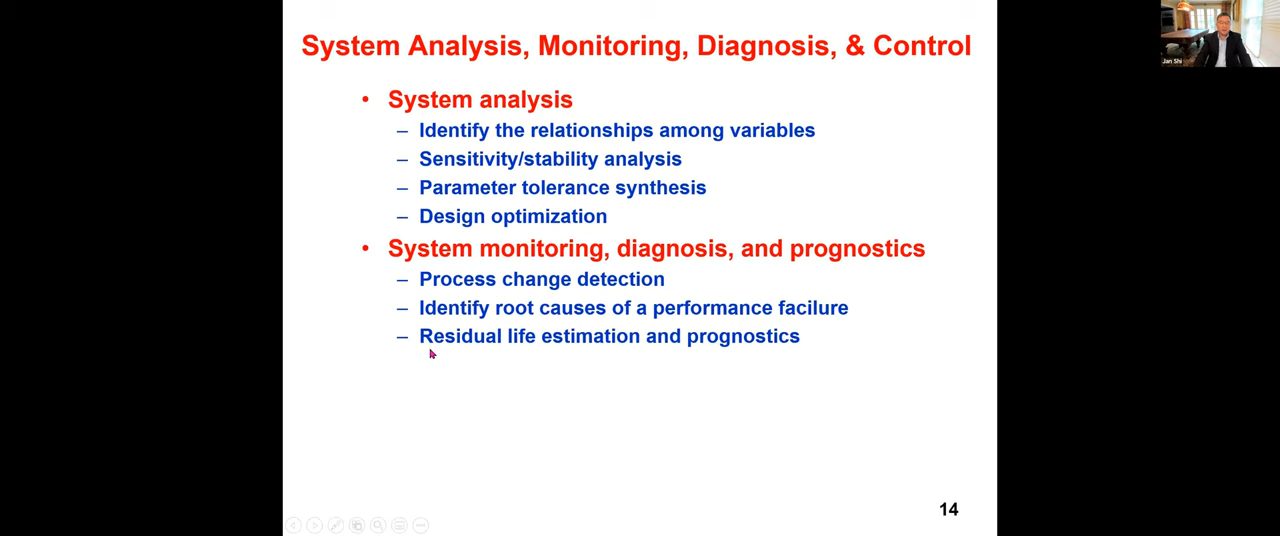 System Analysis, Monitoring, Diagnosis, & Control
Jan Shi
• System analysis
– Identify the relationships among variables
– Sensitivity/stability analysis
– Parameter tolerance synthesis
– Design optimization
• System monitoring, diagnosis, and prognostics
– Process change detection
– Identify root causes of a performance facilure
– Residual life estimation and prognostics
14